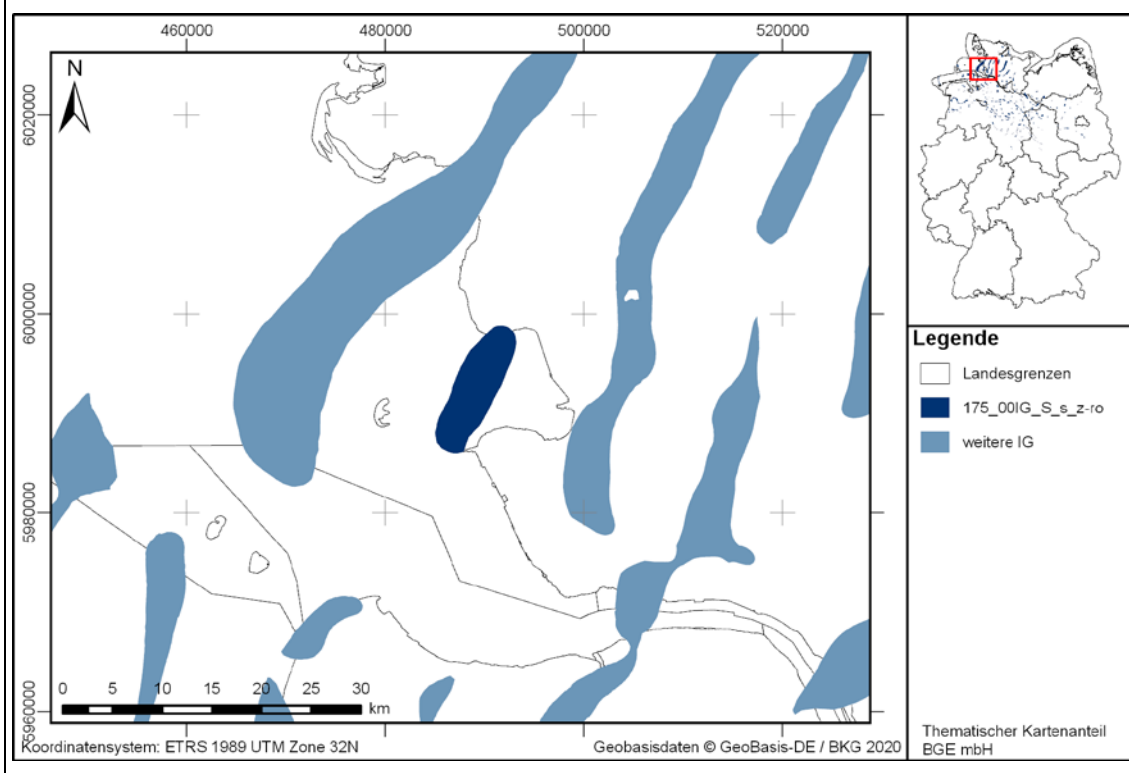 460000 480000 500000 520000
N
6020000
6000000
5980000
5960000
0 5 10 15 20 25 30
km
Koordinatensystem: ETRS 1989 UTM Zone 32N
Geobasisdaten © GeoBasis-DE / BKG 2020
Legende
Landesgrenzen
175_00IG_S_s_z-ro
weitere IG
Thematischer Kartenanteil
BGE mbH